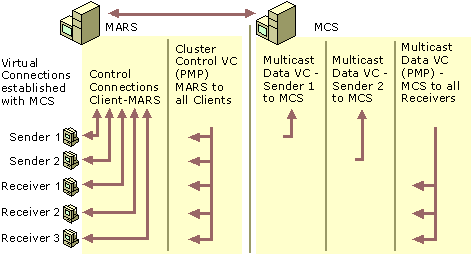 MARS
MCS
Virtual
Connections
established
with MCS
Control
Connections
Client-MARS
Cluster
Control VC
(PMP)
MARS to
all Clients
Multicast
Data VC -
Sender 1
to MCS
Multicast
Data VC -
Sender 2
to MCS
Multicast
Data VC
(PMP) -
MCS to all
Receivers
Sender 1
Sender 2
Receiver 1
Receiver 2
Receiver 3